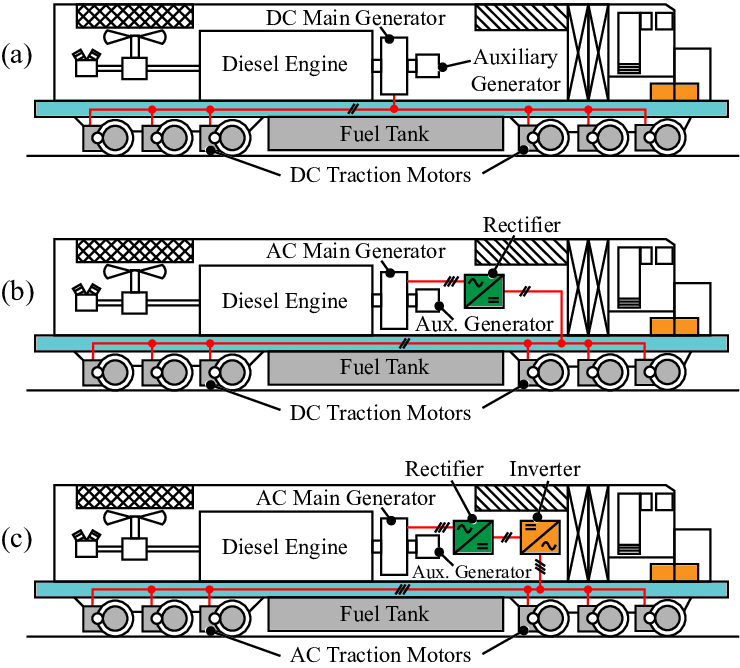 (a)
DC Main Generator
Diesel Engine
Auxiliary
Generator
Fuel Tank
DC Traction Motors
(b)
Rectifier
AC Main Generator
Diesel Engine
Aux. Generator
Fuel Tank
DC Traction Motors
(c)
Rectifier
Inverter
AC Main Generator
Diesel Engine
Aux. Generator
Fuel Tank
AC Traction Motors